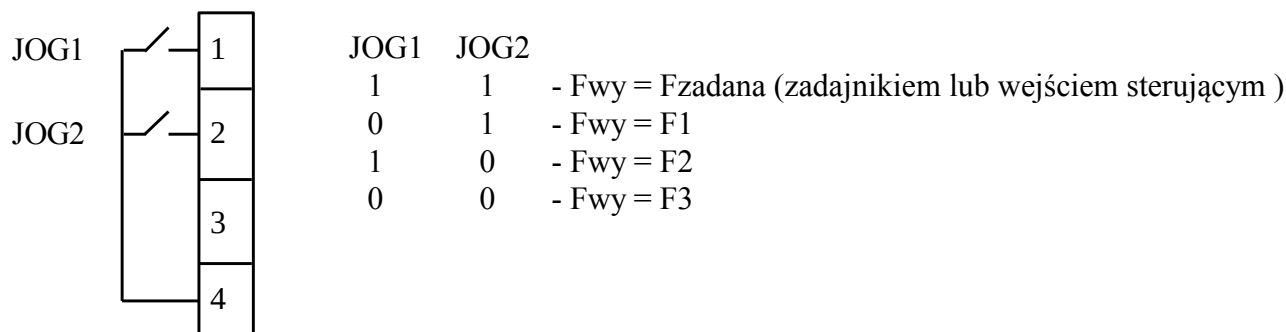 JOG1 1 JOG1 JOG2
1 1 - Fwy = Fzadana (zadajnikiem lub wejściem sterującym )
JOG2 2 0 1 - Fwy = F1
1 0 - Fwy = F2
3 0 0 - Fwy = F3
4